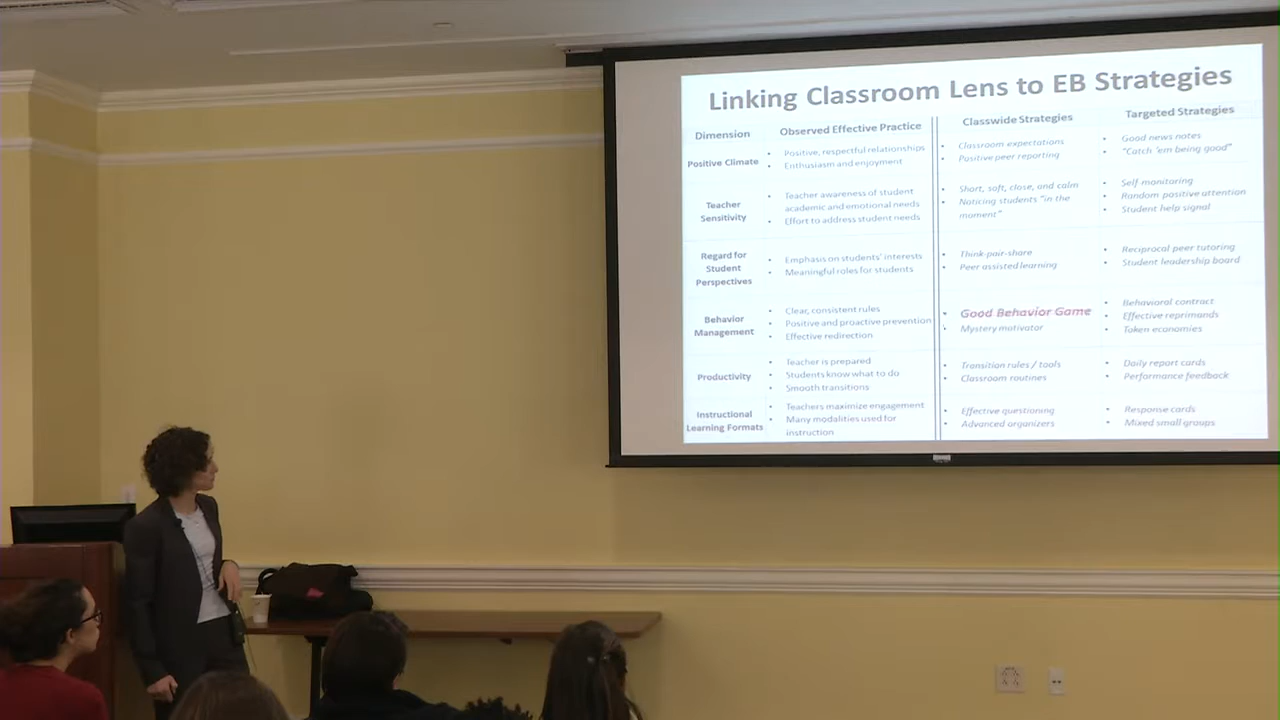 Linking Classroom Lens to EB Strategies
Dimension Observed Effective Practice Classwide Strategies Targeted Strategies
Positive Climate
• Positive, respectful relationships
• Enthusiasm and enjoyment
• Classroom expectations
• Positive peer reporting
• Good news notes
• "Catch 'em being good"
Teacher
Sensitivity
• Teacher awareness of student
academic and emotional needs
• Effort to address student needs
• Short, soft, close, and calm
• Noticing students "in the
moment"
• Self monitoring
• Random positive attention
• Student help signal
Regard for
Student
Perspectives
• Emphasis on students' interests
• Meaningful roles for students
• Think-pair-share
• Peer assisted learning
• Reciprocal peer tutoring
• Student leadership board
Behavior
Management
• Clear, consistent rules
• Positive and proactive prevention
• Effective redirection
• Good Behavior Game
• Mystery motivator
• Behavioral contract
• Effective reprimands
• Token economies
Productivity
• Teacher is prepared
• Students know what to do
• Smooth transitions
• Transition rules / tools
• Classroom routines
• Daily report cards
• Performance feedback
Instructional
Learning Formats
• Teachers maximize engagement
• Many modalities used for
instruction
• Effective questioning
• Advanced organizers
• Response cards
• Mixed small groups